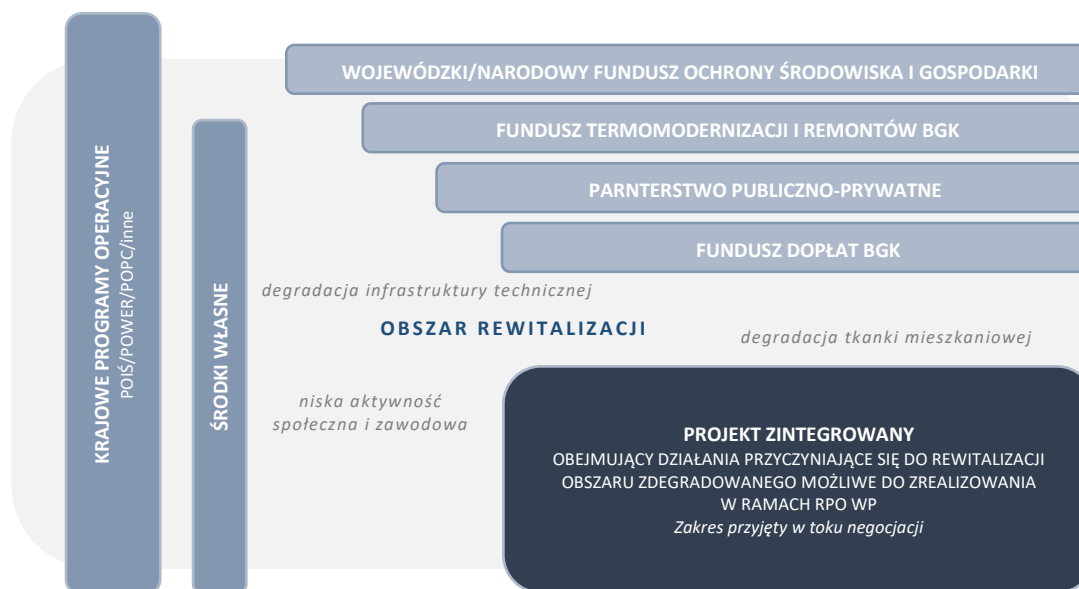 KRAJOWE PROGRAMY OPERACYJNE
POIŚ/POWER/POPC/inne
ŚRODKI WŁASNE
WOJEWÓDZKI/NARODOWY FUNDUSZ OCHRONY ŚRODOWISKA I GOSPODARKI
FUNDUSZ TERMOMODERNIZACJI I REMONTÓW BGK
PARNTERSTWO PUBLICZNO-PRYWATNE
FUNDUSZ DOPŁAT BGK
degradacja infrastruktury technicznej
OBSZAR REWITALIZACJI
degradacja tkanki mieszkaniowej
niska aktywność
społeczna i zawodowa
PROJEKT ZINTEGROWANY
OBEJMUJĄCY DZIAŁANIA PRZYCZYNIAJĄCE SIĘ DO REWITALIZACJI
OBSZARU ZDEGRADOWANEGO MOŻLIWE DO ZREALIZOWANIA
W RAMACH RPO WP
Zakres przyjęty w toku negocjacji